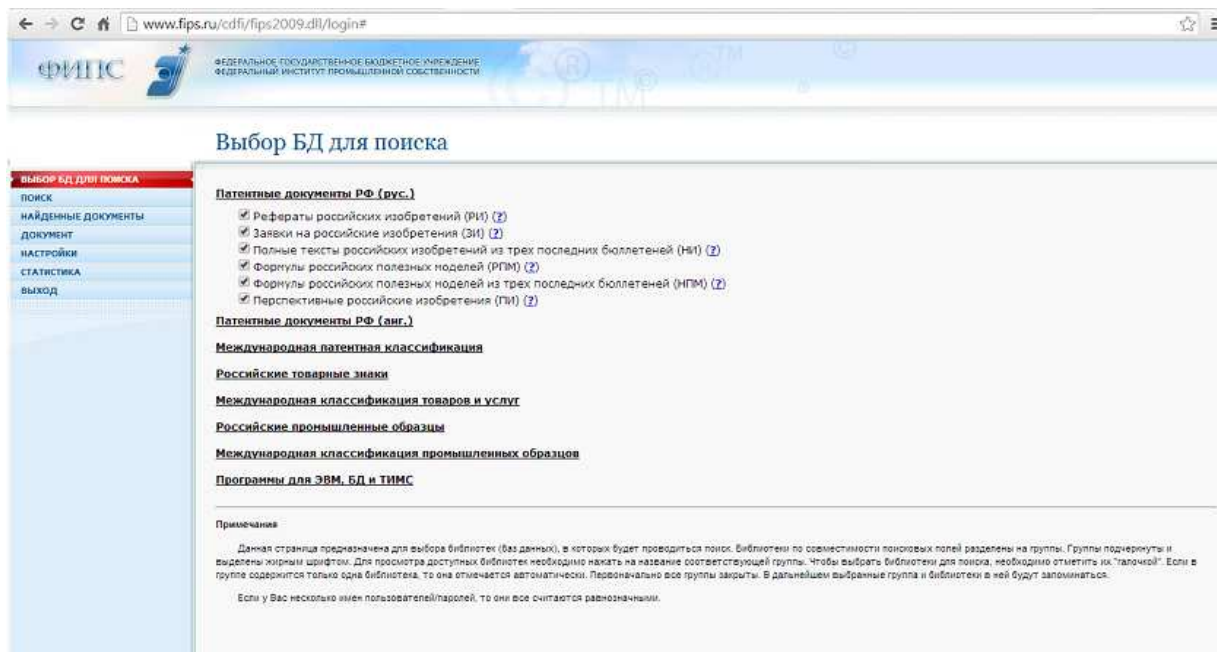 www.fips.ru/cdfi/fips2009.dll/login#
ФИПС
ФЕДЕРАЛЬНОЕ ГОСУДАРСТВЕННОЕ БЮДЖЕТНОЕ УЧРЕЖДЕНИЕ
ФЕДЕРАЛЬНЫЙ ИНСТИТУТ ПРОМЫШЛЕННОЙ СОБСТВЕННОСТИ
® TM ©
Выбор БД для поиска
ВЫБОР БД ДЛЯ ПОИСКА
ПОИСК
НАЙДЕННЫЕ ДОКУМЕНТЫ
ДОКУМЕНТ
НАСТРОЙКИ
СТАТИСТИКА
ВЫХОД
Патентные документы РФ (рус.)
Рефераты российских изобретений (РИ) (?)
Заявки на российские изобретения (ЗИ) (?)
Полные тексты российских изобретений из трех последних бюллетеней (НИ) (?)
Формулы российских полезных моделей (РПМ) (?)
Формулы российских полезных моделей из трех последних бюллетеней (НПМ) (?)
Перспективные российские изобретения (ПИ) (?)
Патентные документы РФ (анг.)
Международная патентная классификация
Российские товарные знаки
Международная классификация товаров и услуг
Российские промышленные образцы
Международная классификация промышленных образцов
Программы для ЭВМ, БД и ТИМС
Примечания
Данная страница предназначена для выбора библиотек (баз данных), в которых будет проводиться поиск. Библиотеки по совместимости поисковых полей разделены на группы. Группы подчеркнуты и
выделены жирным шрифтом. Для просмотра доступных библиотек необходимо нажать на название соответствующей группы. Чтобы выбрать библиотеки для поиска, необходимо отметить их "галочкой". Если в
группе содержится только одна библиотека, то она отмечается автоматически. Первоначально все группы закрыты. В дальнейшем выбранные группа и библиотеки в ней будут запоминаться.
Если у Вас несколько имен пользователей/паролей, то они все считаются равнозначными.